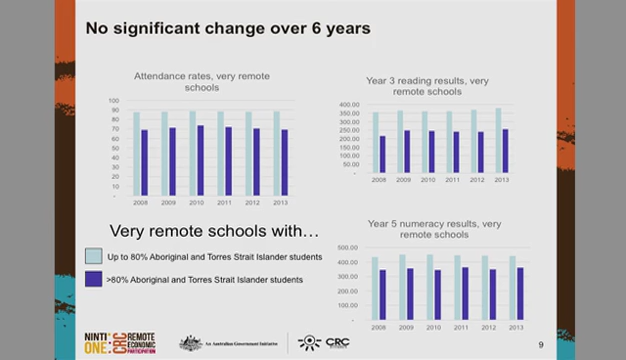 No significant change over 6 years
Attendance rates, very remote
schools
100
90
80
70
60
50
40
30
20
10
-
2008 2009 2010 2011 2012 2013
Very remote schools with…
Up to 80% Aboriginal and Torres Strait Islander students
>80% Aboriginal and Torres Strait Islander students
Year 3 reading results, very
remote schools
400.00
350.00
300.00
250.00
200.00
150.00
100.00
50.00
-
2008 2009 2010 2011 2012 2013
Year 5 numeracy results, very
remote schools
500.00
400.00
300.00
200.00
100.00
-
2008 2009 2010 2011 2012 2013
NINTI
ONE:
CRC
REMOTE
ECONOMIC
PARTICIPATION
An Australian Government Initiative
CRC
9